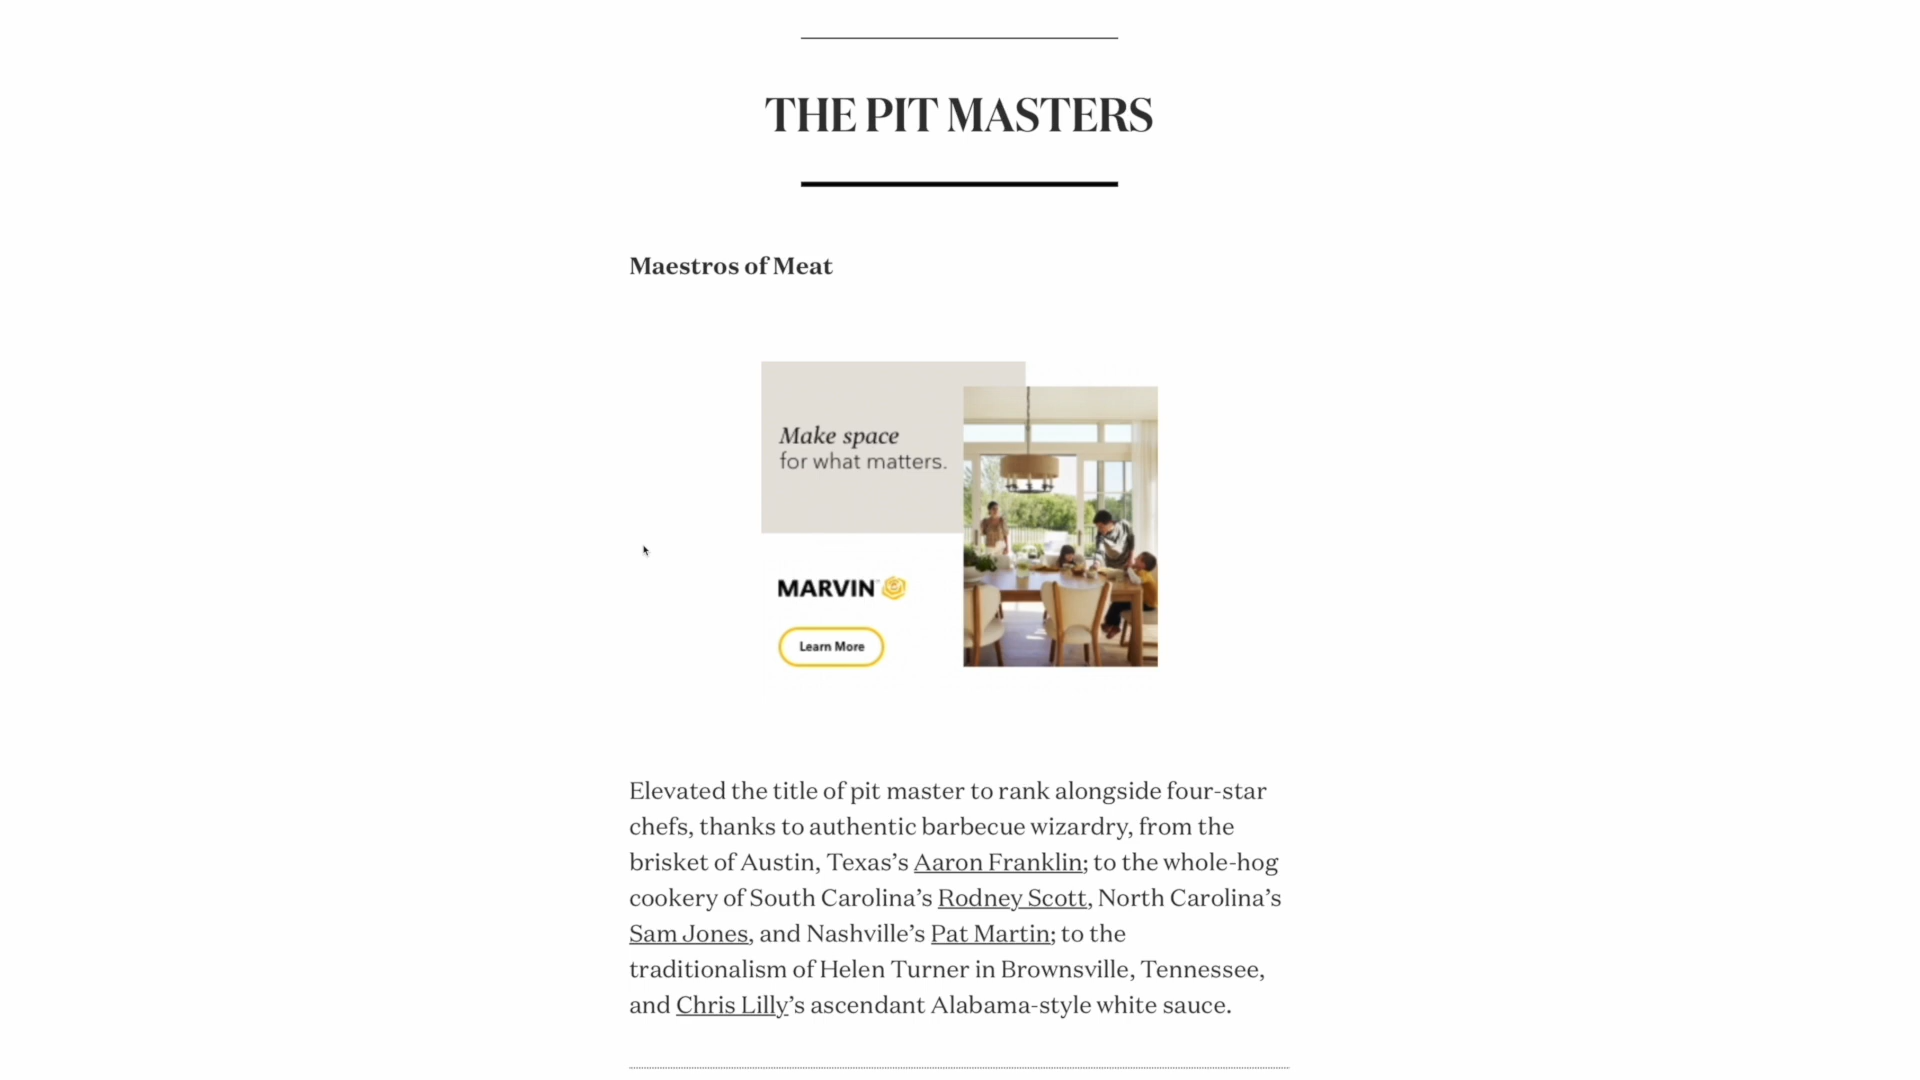 THE PIT MASTERS
Maestros of Meat
Make space
for what matters.
MARVIN
Learn More
Elevated the title of pit master to rank alongside four-star
chefs, thanks to authentic barbecue wizardry, from the
brisket of Austin, Texas’s Aaron Franklin; to the whole-hog
cookery of South Carolina’s Rodney Scott, North Carolina’s
Sam Jones, and Nashville’s Pat Martin; to the
traditionalism of Helen Turner in Brownsville, Tennessee,
and Chris Lilly’s ascendant Alabama-style white sauce.